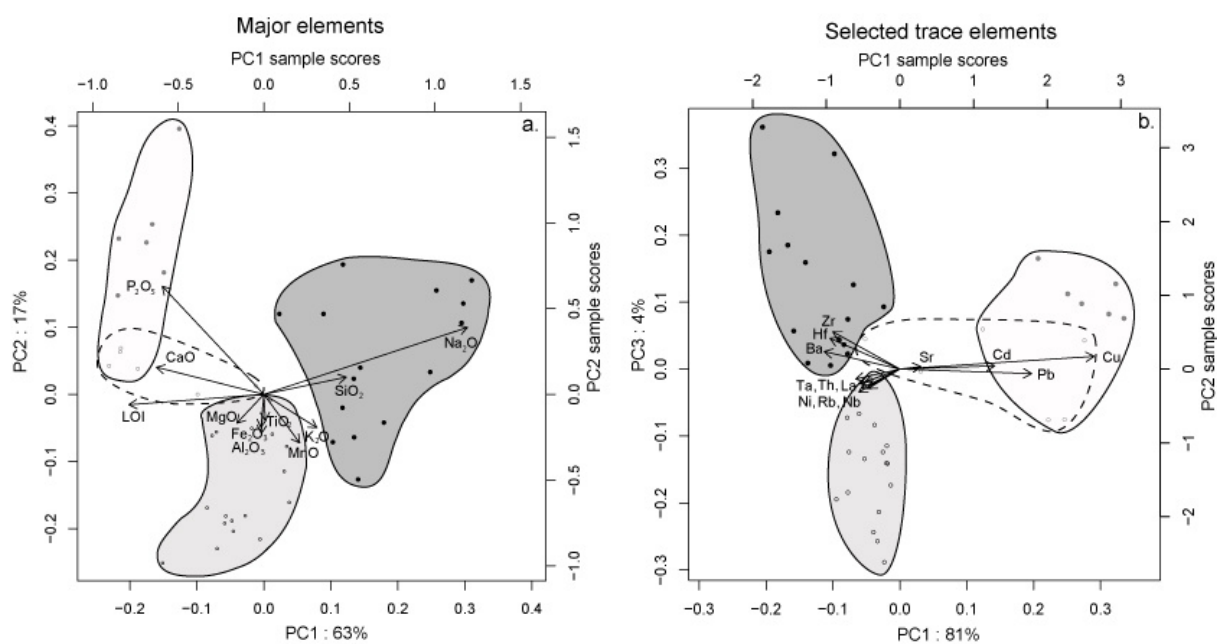 Major elements
PC1 sample scores
-1.0 -0.5 0.0 0.5 1.0 1.5
a.
0.4
0.3
0.2
0.1
0.0
-0.1
-0.2
PC2 : 17%
1.5
1.0
0.5
0.0
-0.5
-1.0
PC2 sample scores
P₂O₅
CaO
LOI
Na₂O
SiO₂
MgO
TiO₂
Fe₂O₃
K₂O
Al₂O₃
MnO
-0.2 -0.1 0.0 0.1 0.2 0.3 0.4
PC1 : 63%
Selected trace elements
PC1 sample scores
-2 -1 0 1 2 3
b.
0.3
0.2
0.1
0.0
-0.1
-0.2
-0.3
PC3 : 4%
3
2
1
0
-1
-2
PC2 sample scores
Zr
Hf
Ba
Sr
Cd
Cu
Pb
Ta, Th, La
Ni, Rb, Nb
-0.3 -0.2 -0.1 0.0 0.1 0.2 0.3
PC1 : 81%